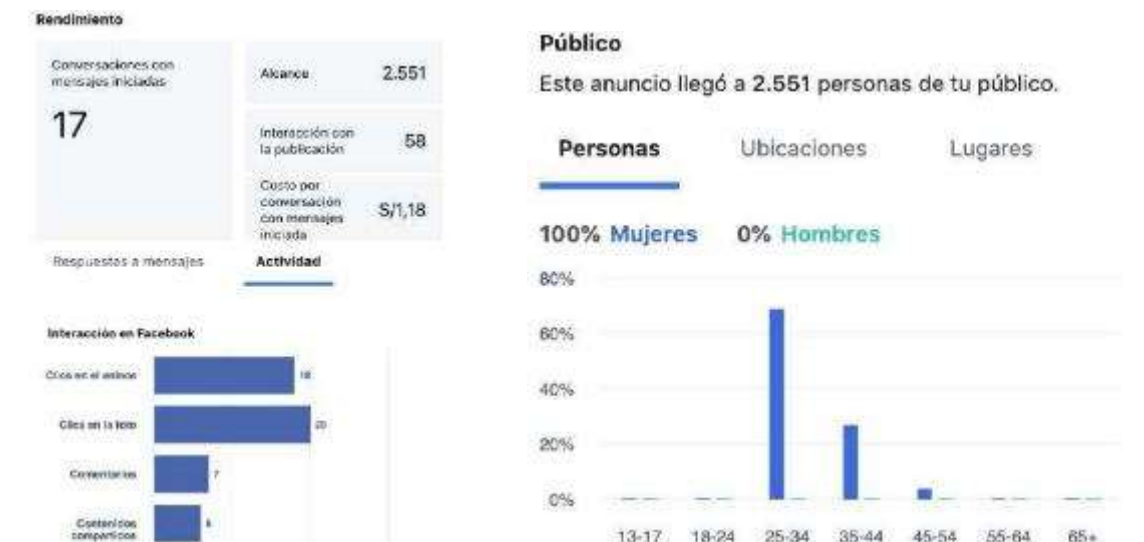 Rendimiento
Conversaciones con
mensajes iniciadas
17
Alcance 2.551
Interacción con
la publicación 58
Costo por
conversación
con mensajes
iniciada S/1,18
Respuestas a mensajes Actividad
Interacción en Facebook
Clics en el enlace 18
Clics en la foto 20
Comentarios 7
Contenidos
compartidos 6
Público
Este anuncio llegó a 2.551 personas de tu público.
Personas Ubicaciones Lugares
100% Mujeres 0% Hombres
80%
60%
40%
20%
0%
13-17 18-24 25-34 35-44 45-54 55-64 65+